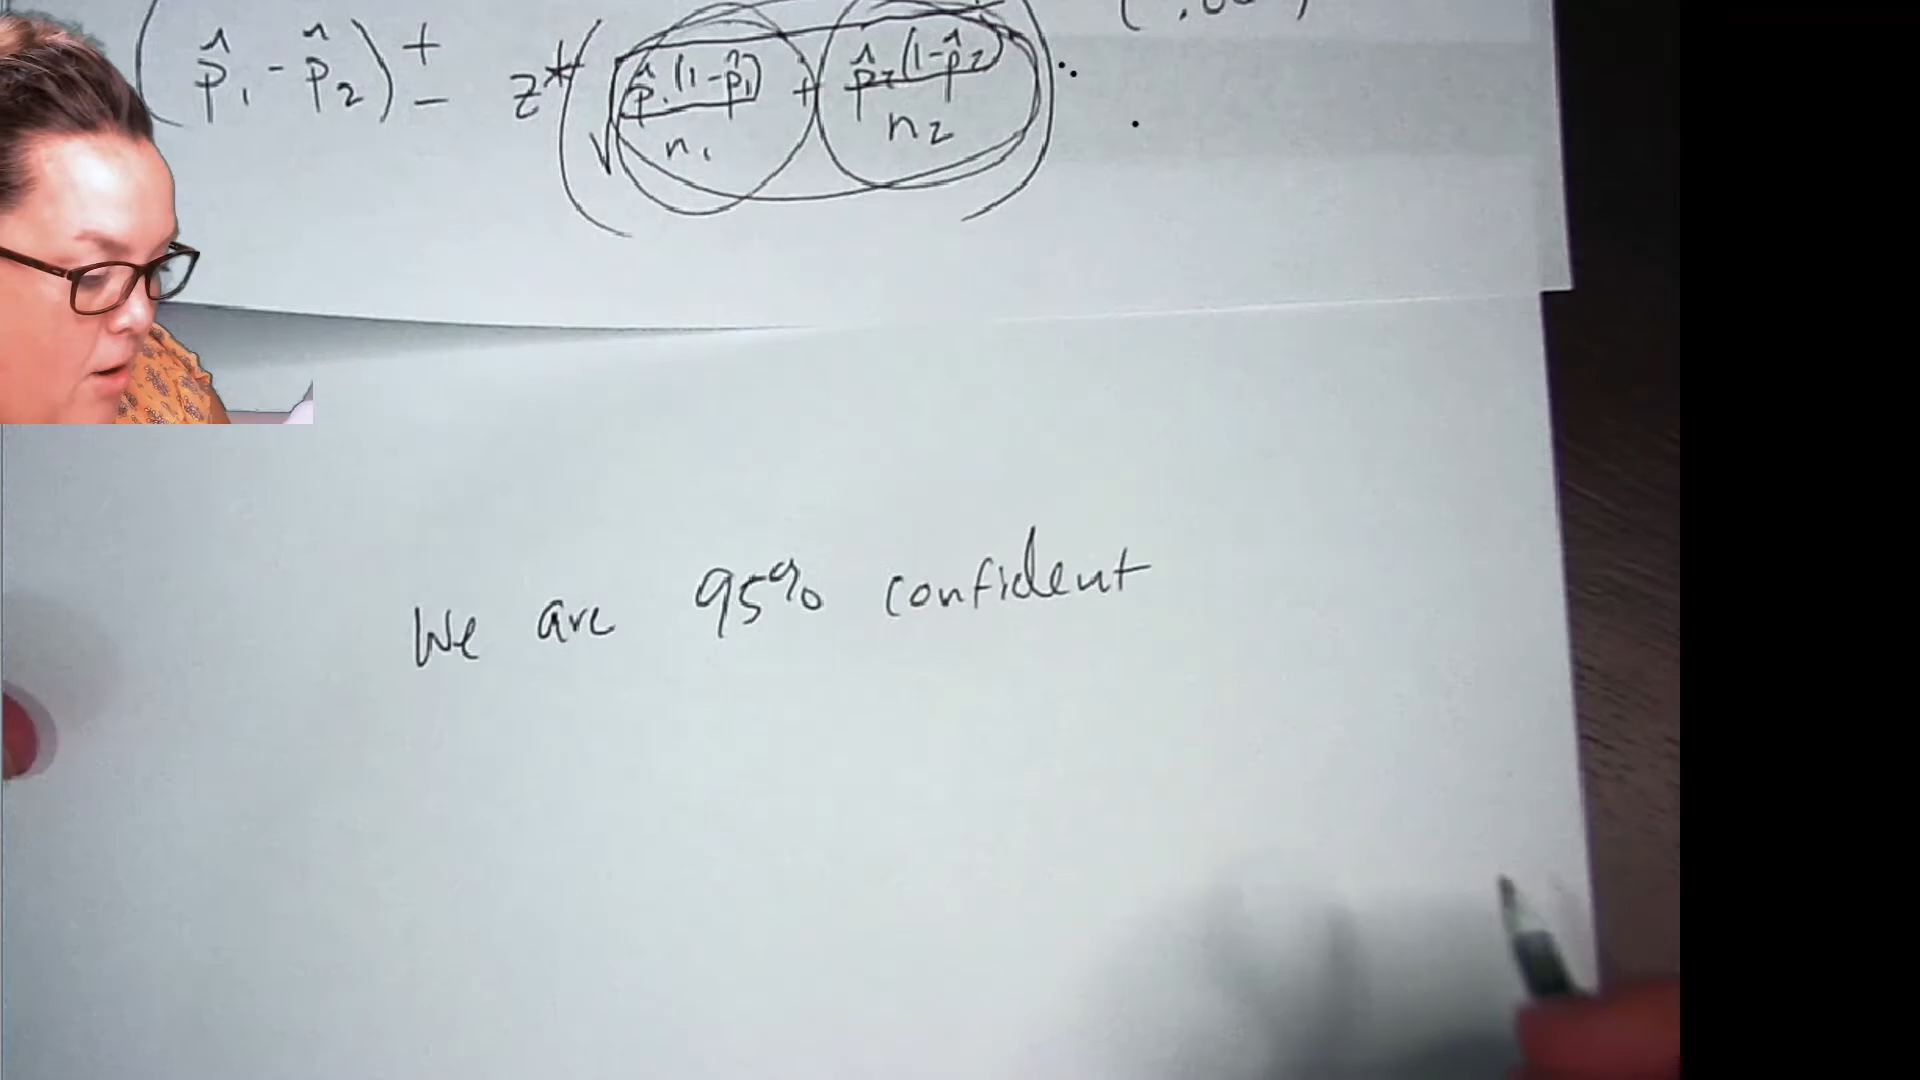 (p̂₁ - p̂₂) ± z*(√ p̂₁(1-p̂₁) / n₁ + p̂₂(1-p̂₂) / n₂)
We are 95% confident